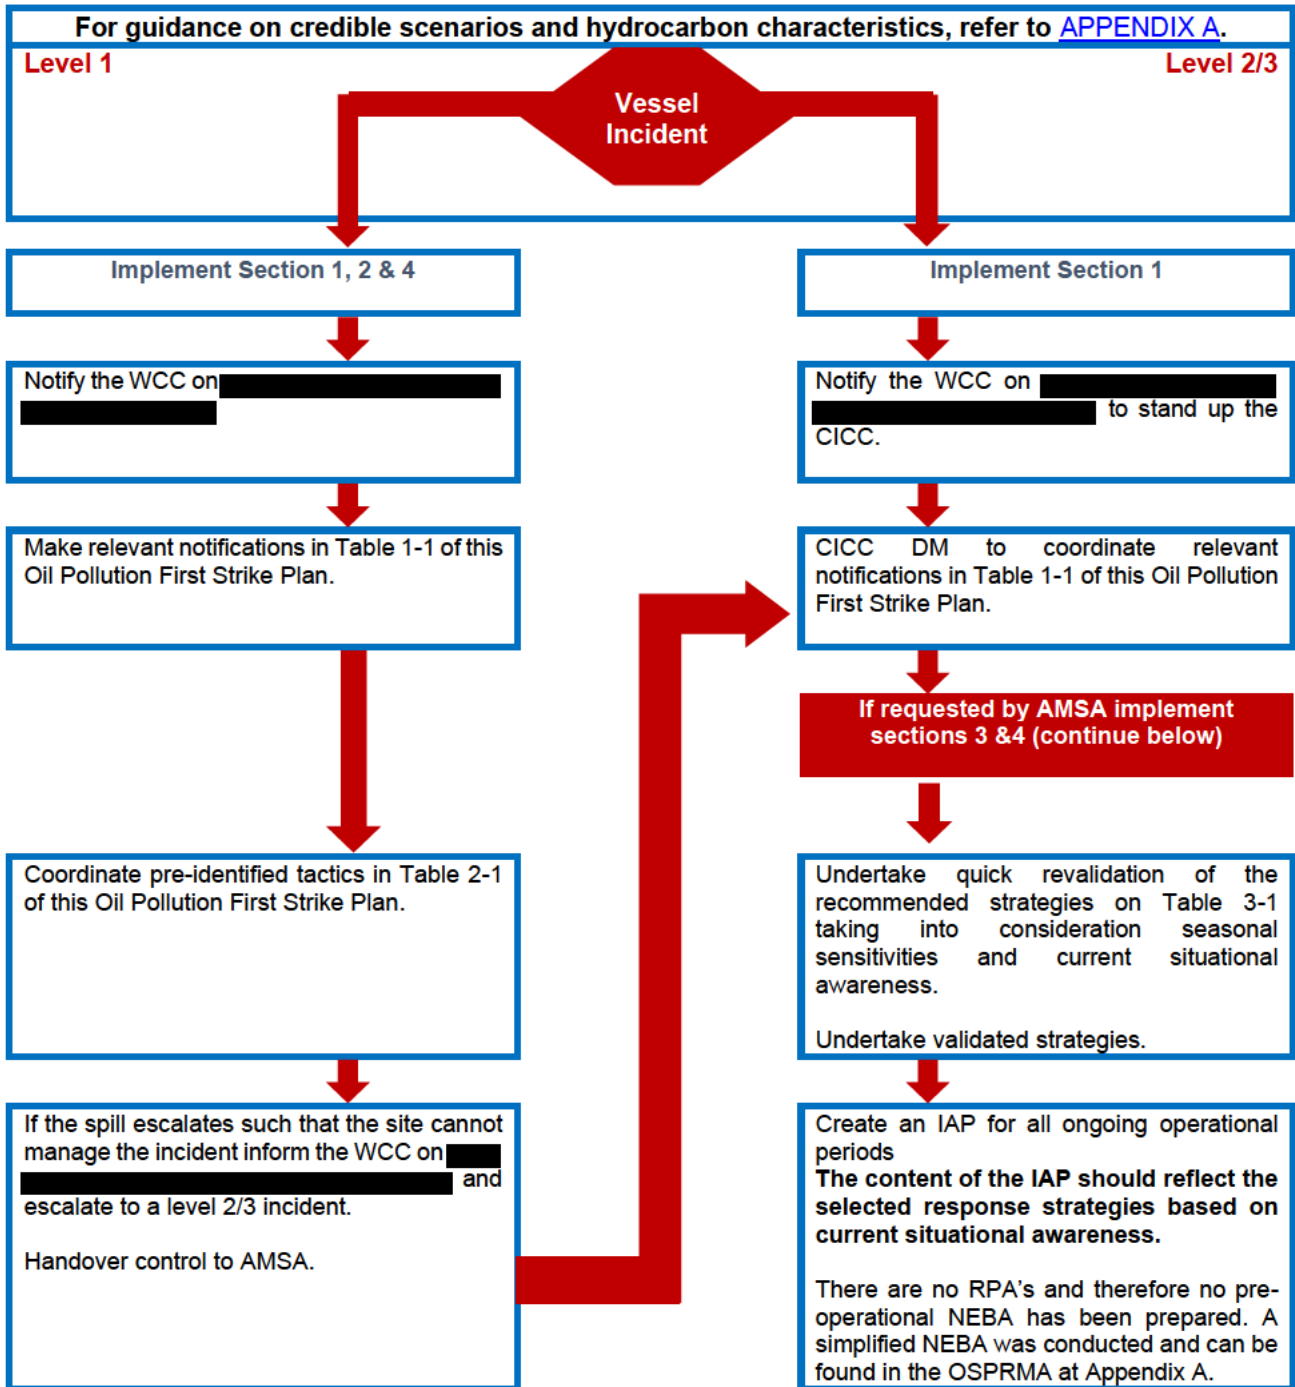 For guidance on credible scenarios and hydrocarbon characteristics, refer to APPENDIX A.
Level 1
Level 2/3
Vessel
Incident
Implement Section 1, 2 & 4
Implement Section 1
Notify the WCC on
Notify the WCC on
to stand up the
CICC.
Make relevant notifications in Table 1-1 of this
Oil Pollution First Strike Plan.
CICC DM to coordinate relevant
notifications in Table 1-1 of this Oil Pollution
First Strike Plan.
If requested by AMSA implement
sections 3 &4 (continue below)
Coordinate pre-identified tactics in Table 2-1
of this Oil Pollution First Strike Plan.
Undertake quick revalidation of the
recommended strategies on Table 3-1
taking into consideration seasonal
sensitivities and current situational
awareness.
Undertake validated strategies.
If the spill escalates such that the site cannot
manage the incident inform the WCC on
and
escalate to a level 2/3 incident.
Handover control to AMSA.
Create an IAP for all ongoing operational
periods
The content of the IAP should reflect the
selected response strategies based on
current situational awareness.
There are no RPA's and therefore no pre-
operational NEBA has been prepared. A
simplified NEBA was conducted and can be
found in the OSPRMA at Appendix A.